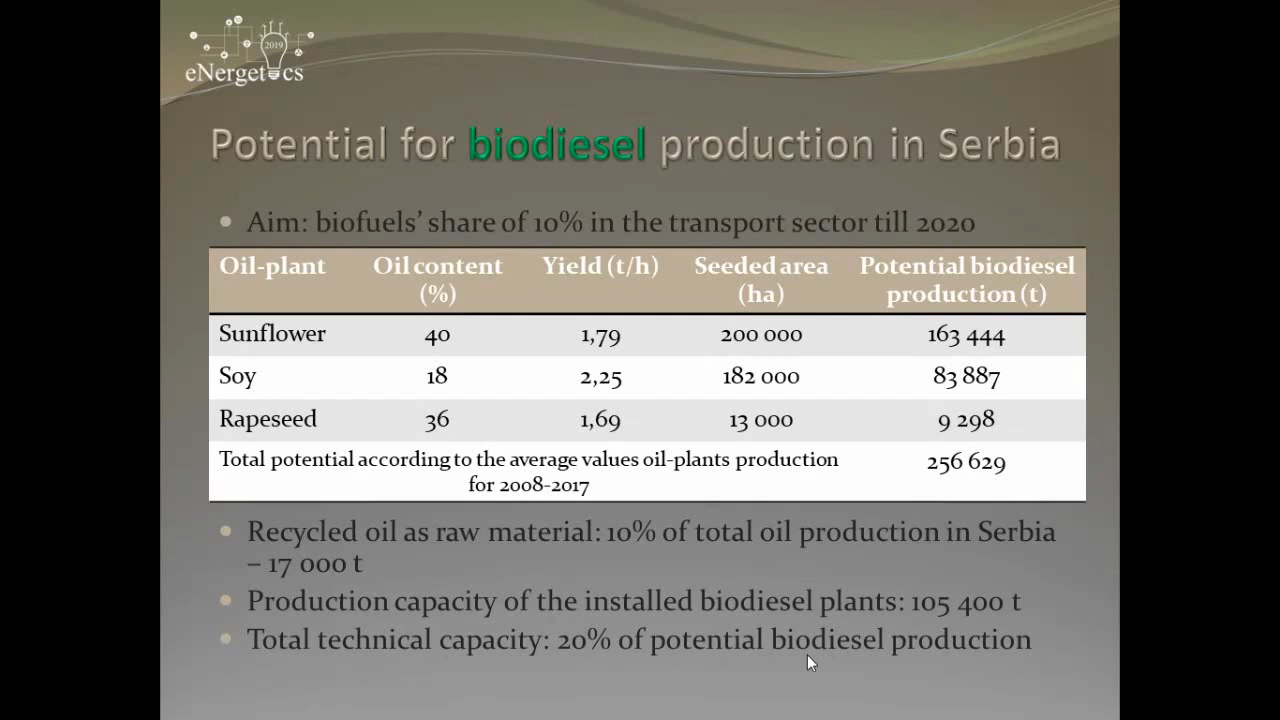 2019
eNergetics
Potential for biodiesel production in Serbia
• Aim: biofuels’ share of 10% in the transport sector till 2020
Oil-plant Oil content (%) Yield (t/h) Seeded area (ha) Potential biodiesel production (t)
Sunflower 40 1,79 200 000 163 444
Soy 18 2,25 182 000 83 887
Rapeseed 36 1,69 13 000 9 298
Total potential according to the average values oil-plants production for 2008-2017 256 629
• Recycled oil as raw material: 10% of total oil production in Serbia
– 17 000 t
• Production capacity of the installed biodiesel plants: 105 400 t
• Total technical capacity: 20% of potential biodiesel production